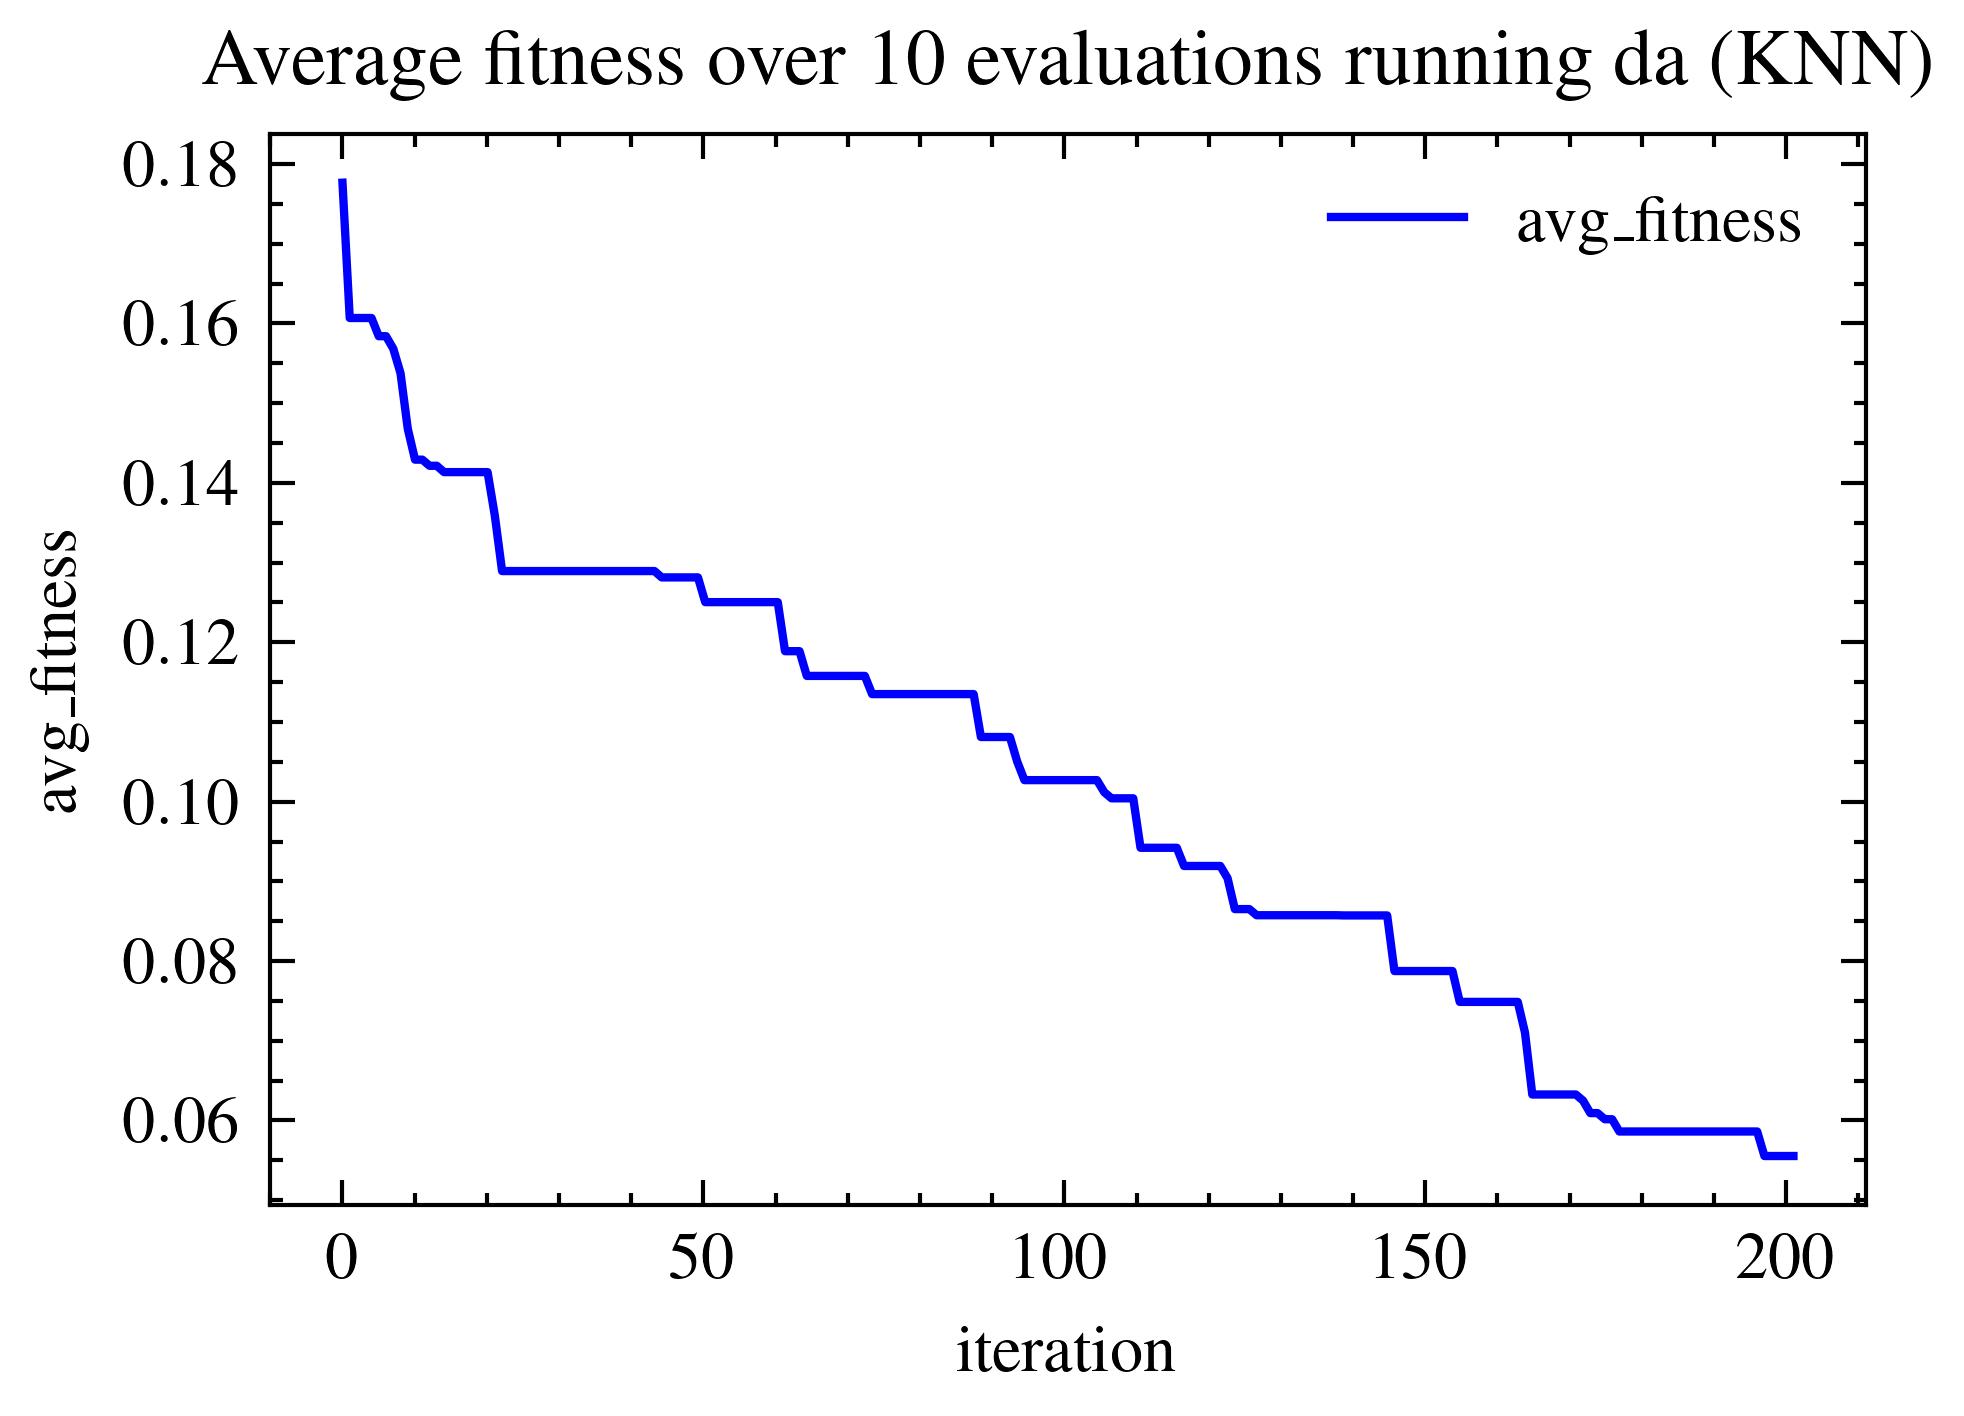 Average fitness over 10 evaluations running da (KNN)
avg_fitness
0.18
0.16
0.14
0.12
0.10
0.08
0.06
avg_fitness
0 50 100 150 200
iteration